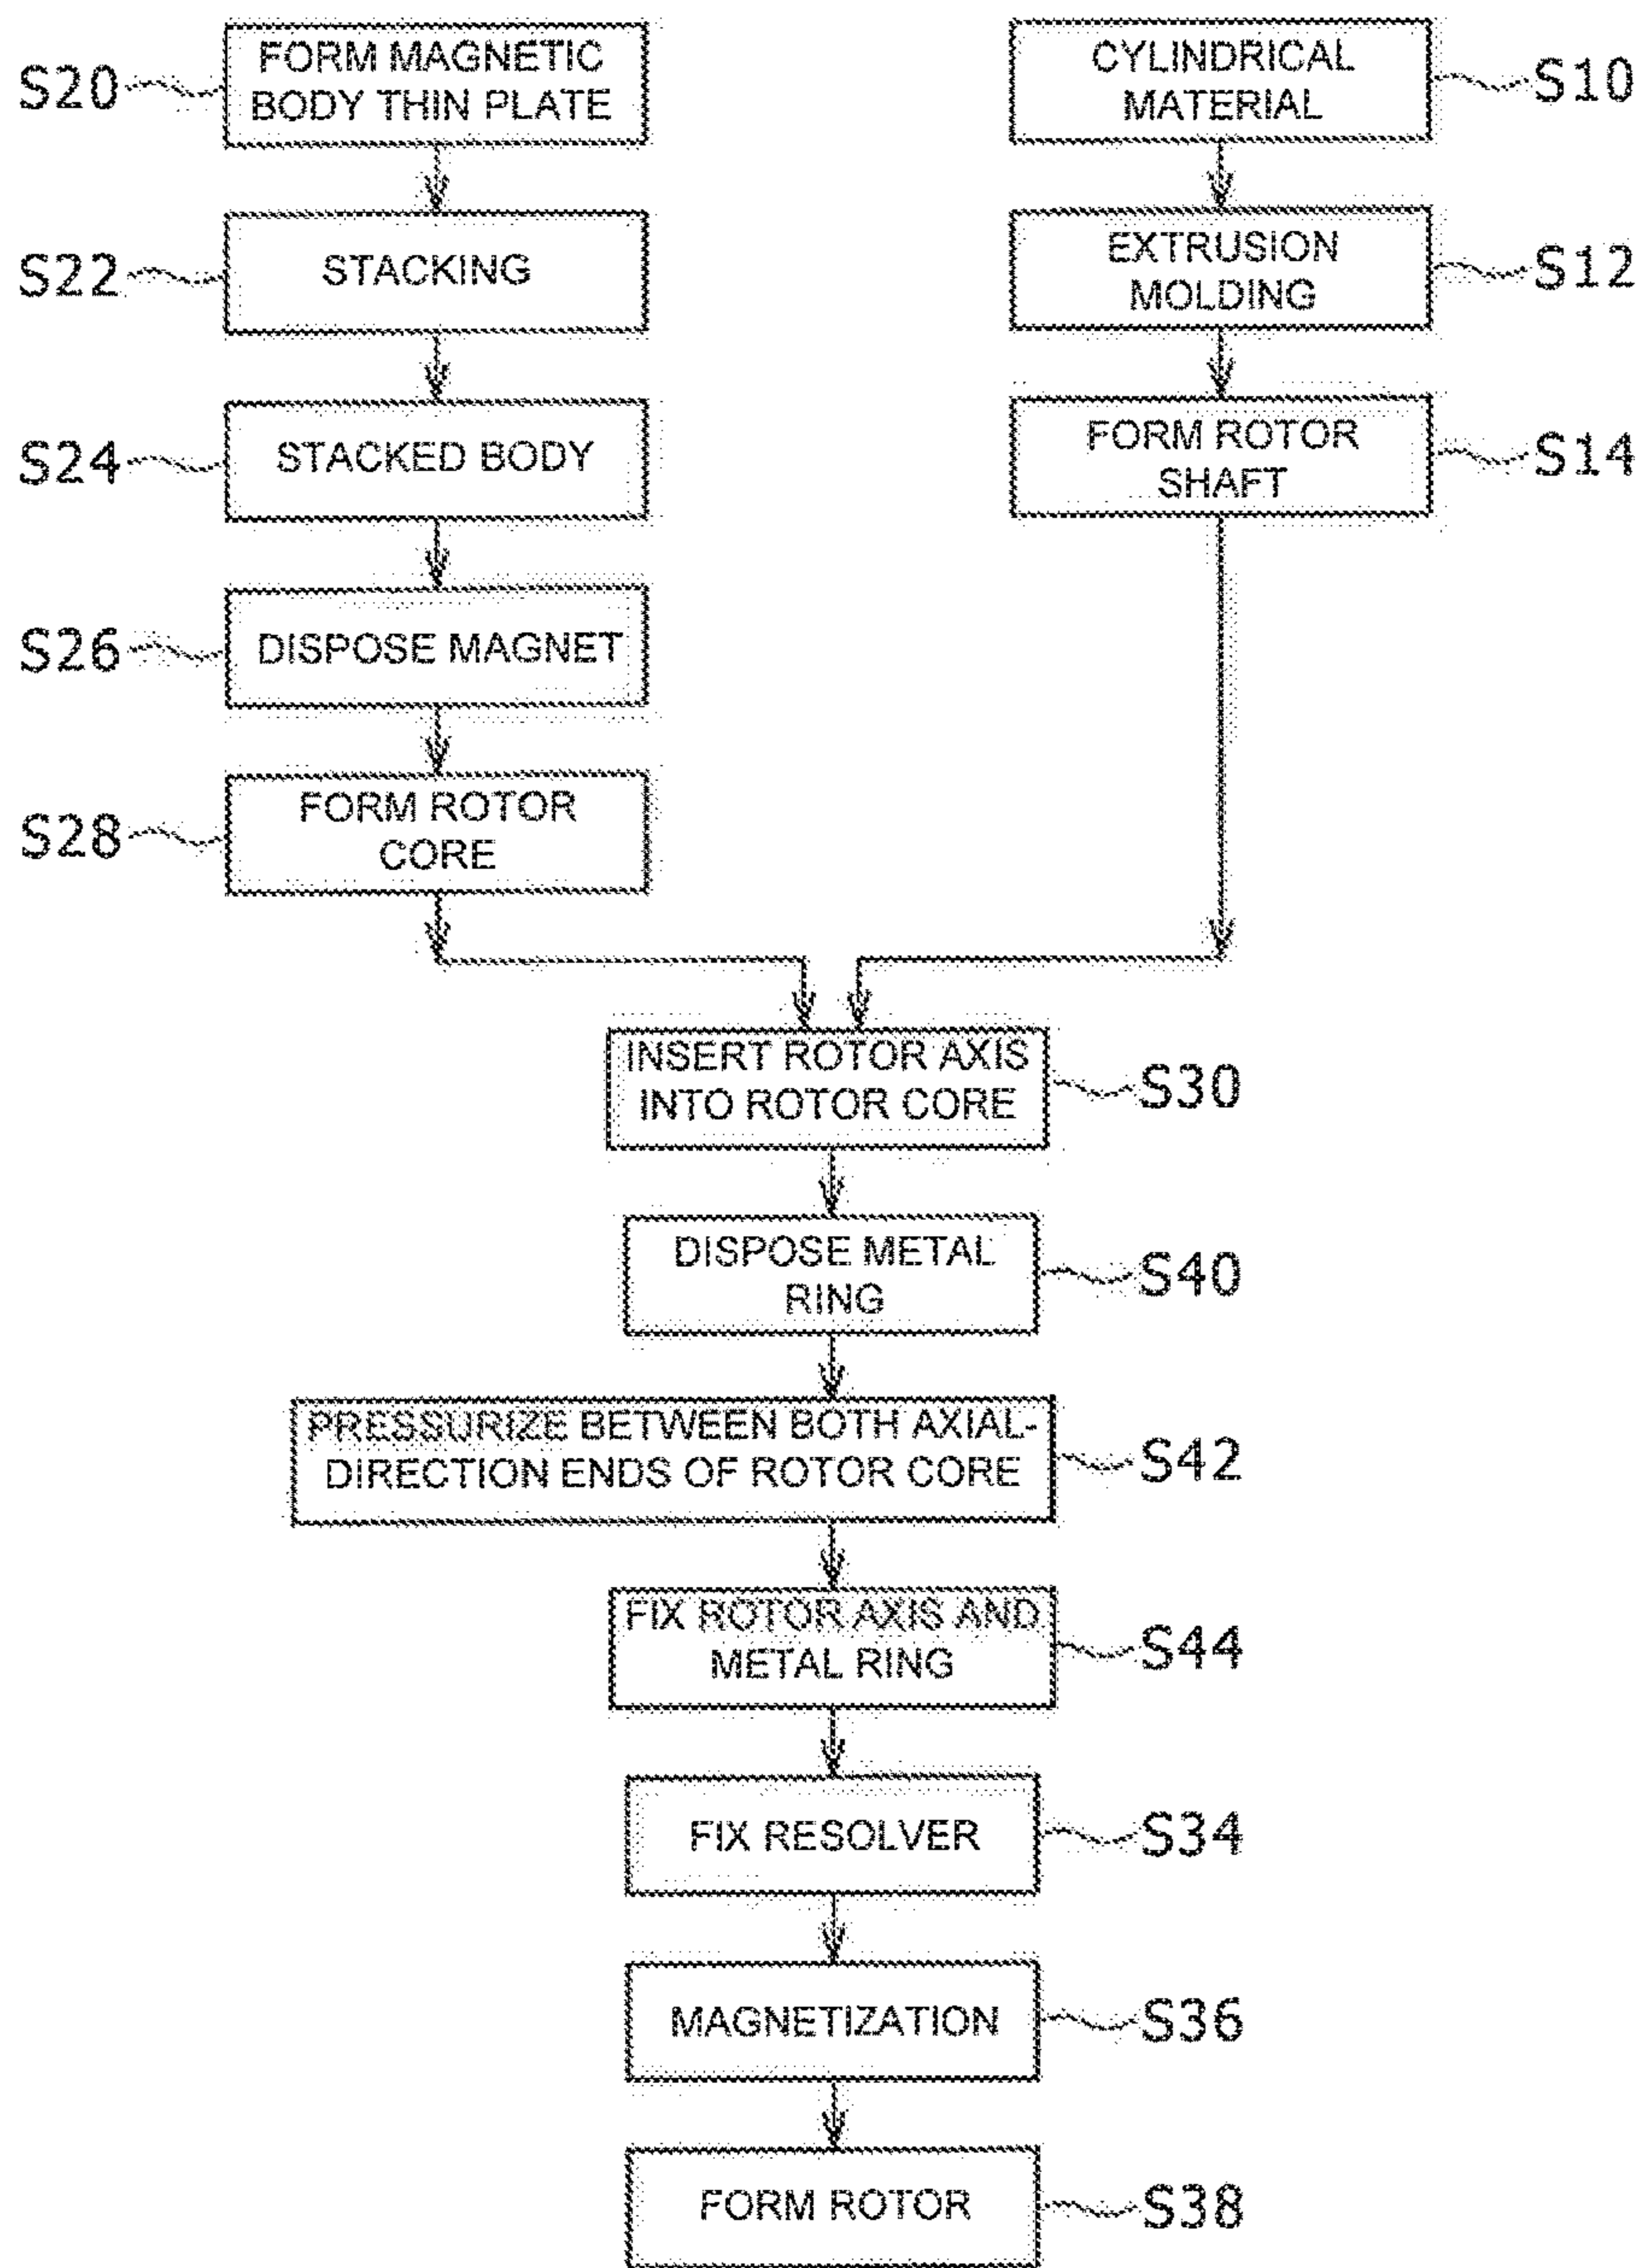 S20
FORM MAGNETIC
BODY THIN PLATE
CYLINDRICAL
MATERIAL
S10
S22
STACKING
EXTRUSION
MOLDING
S12
S24
STACKED BODY
FORM ROTOR
SHAFT
S14
S26
DISPOSE MAGNET
S28
FORM ROTOR
CORE
INSERT ROTOR AXIS
INTO ROTOR CORE
S30
DISPOSE METAL
RING
S40
PRESSURIZE BETWEEN BOTH AXIAL-
DIRECTION ENDS OF ROTOR CORE
S42
FIX ROTOR AXIS AND
METAL RING
S44
FIX RESOLVER
S34
MAGNETIZATION
S36
FORM ROTOR
S38